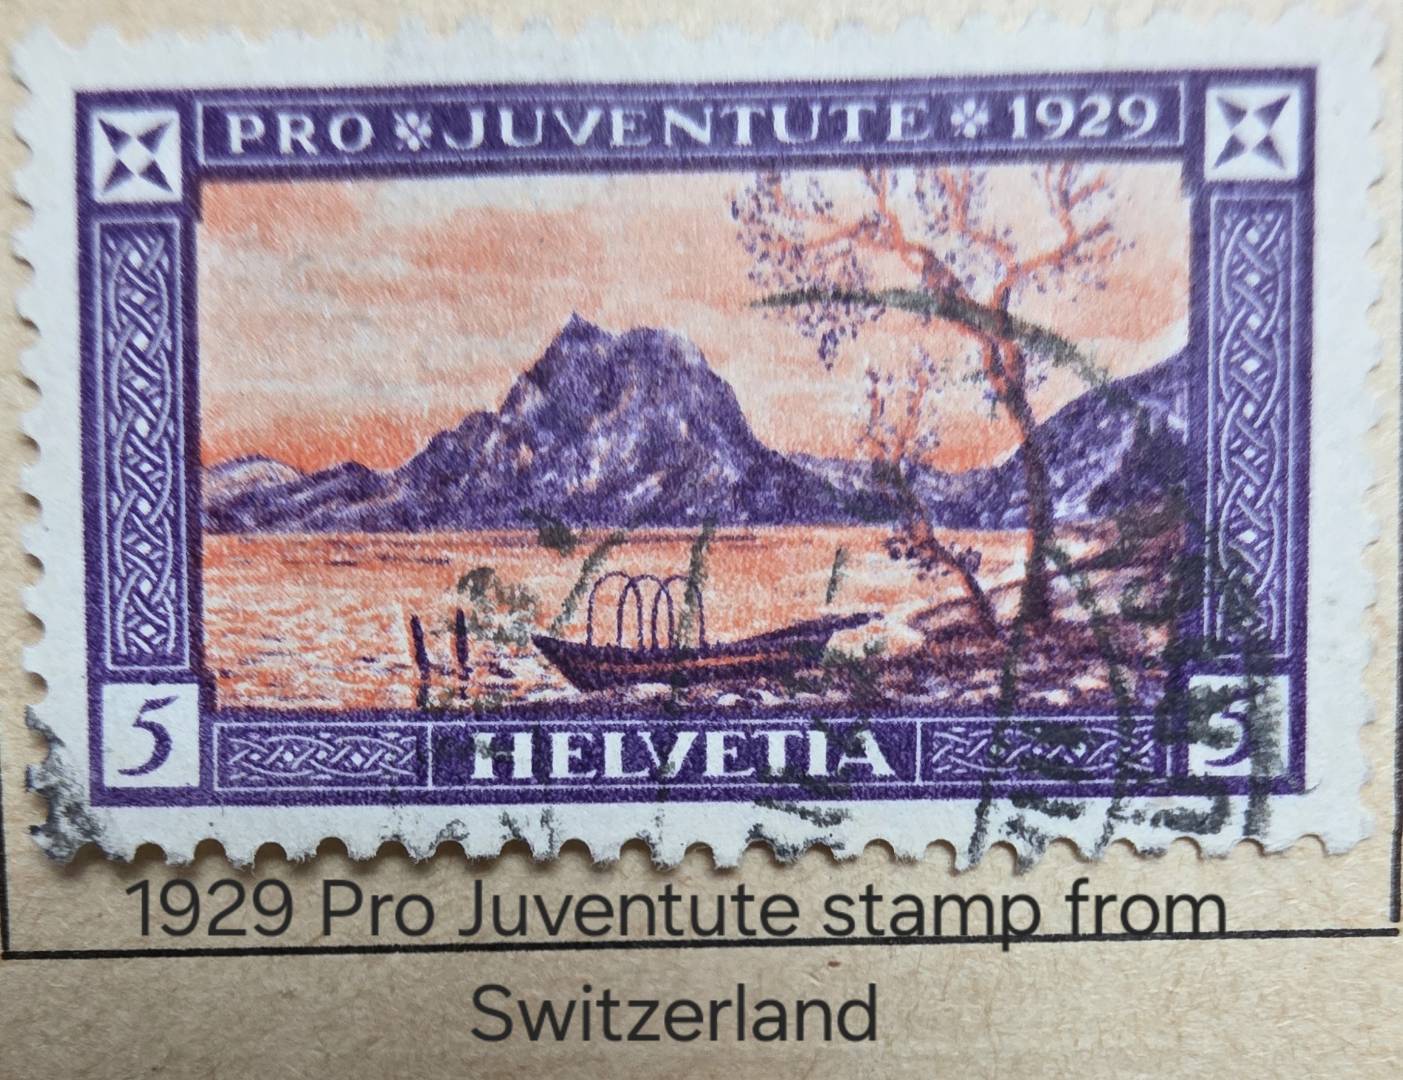 PRO JUVENTUTE 1929
5 HELVETIA 5
1929 Pro Juventute stamp from
Switzerland